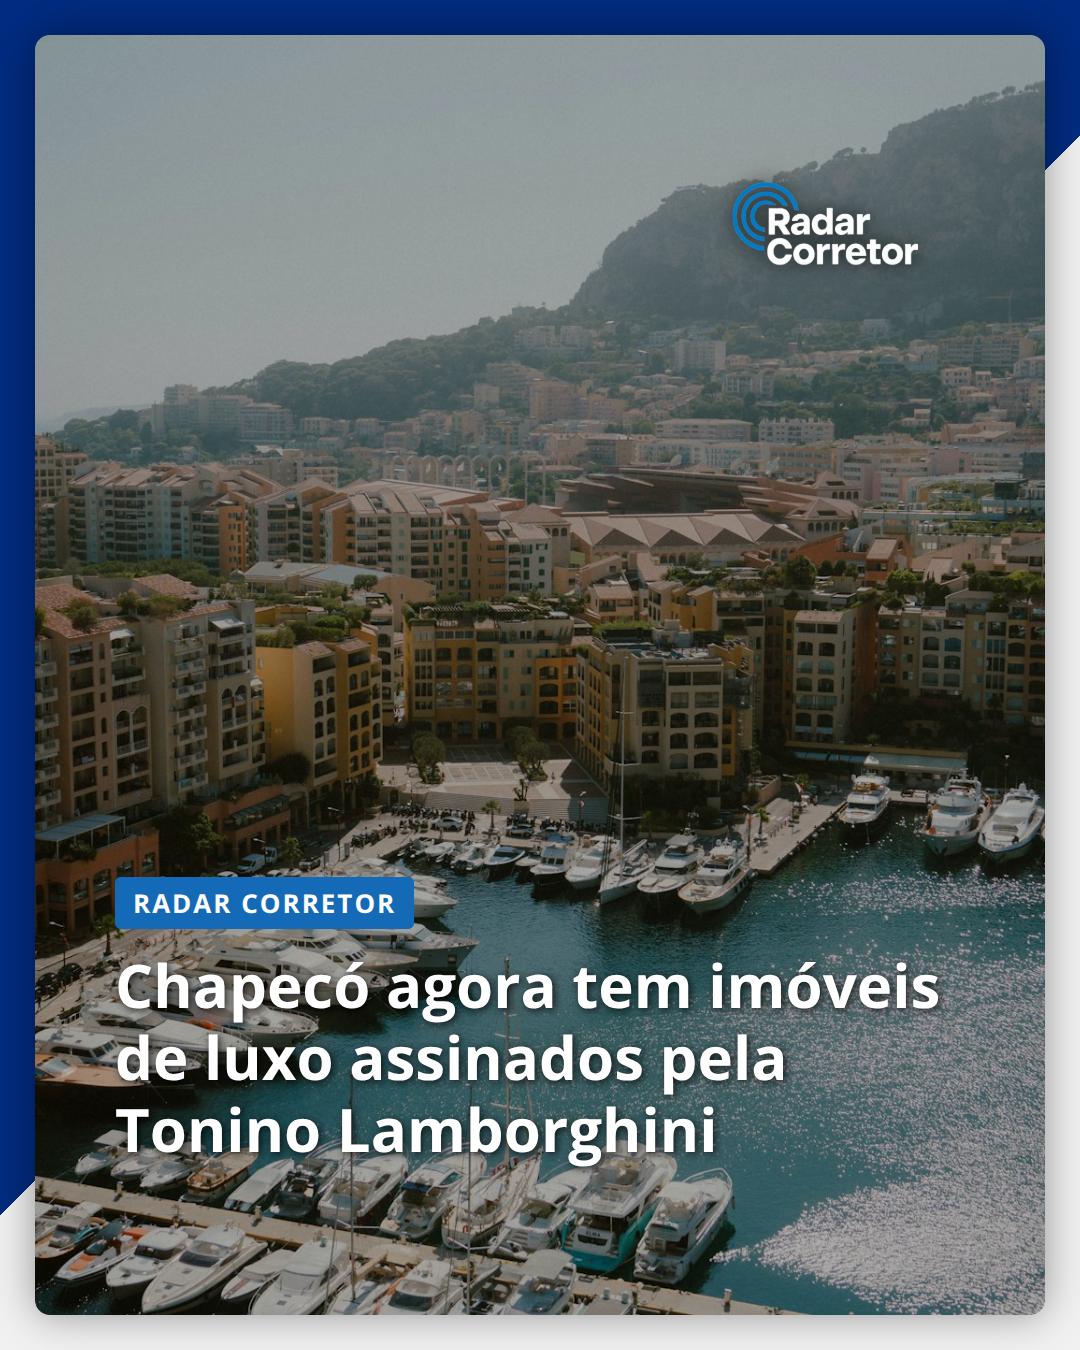 Radar
Corretor
RADAR CORRETOR
Chapecó agora tem imóveis
de luxo assinados pela
Tonino Lamborghini